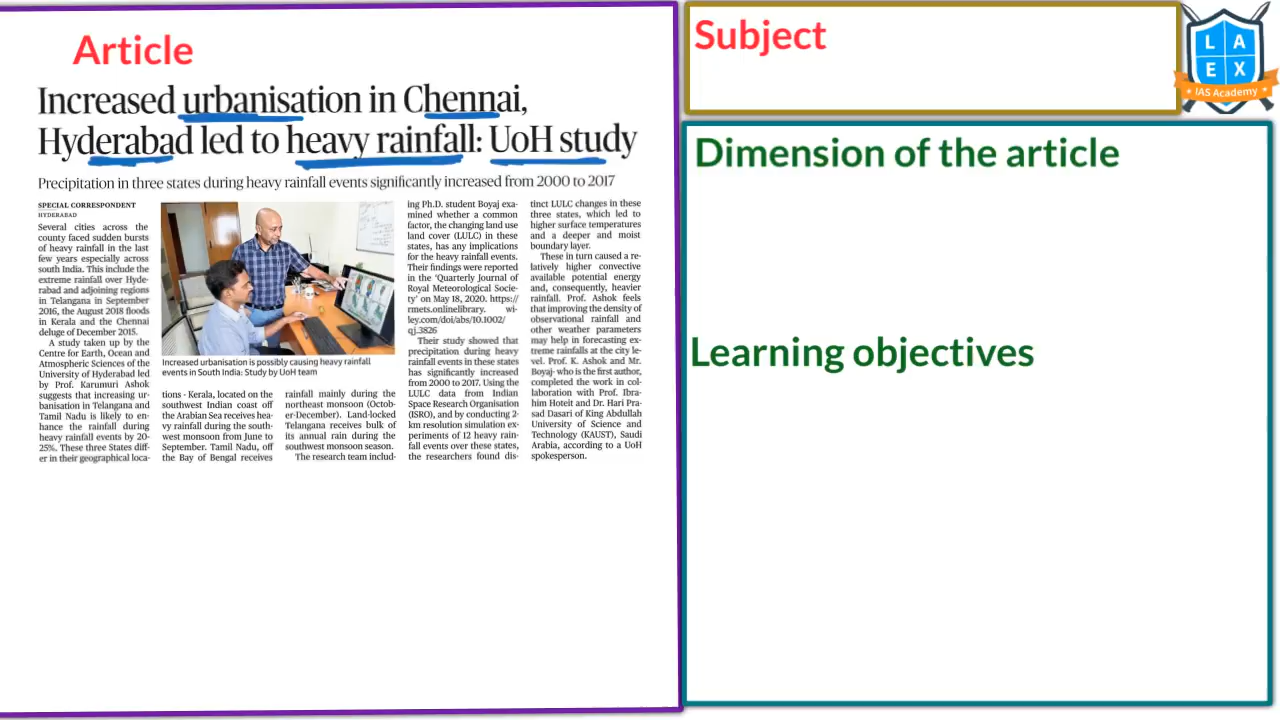 Article
Increased urbanisation in Chennai,
Hyderabad led to heavy rainfall: UoH study
Precipitation in three states during heavy rainfall events significantly increased from 2000 to 2017
SPECIAL CORRESPONDENT
HYDERABAD
Several cities across the
county faced sudden bursts
of heavy rainfall in the last
few years especially across
south India. This include the
extreme rainfall over Hyde-
rabad and adjoining regions
in Telangana in September
2016, the August 2018 floods
in Kerala and the Chennai
deluge of December 2015.
A study taken up by the
Centre for Earth, Ocean and
Atmospheric Sciences of the
University of Hyderabad led
by Prof. Karumuri Ashok
suggests that increasing ur-
banisation in Telangana and
Tamil Nadu is likely to en-
hance the rainfall during
heavy rainfall events by 20-
25%. These three States diff-
er in their geographical loca-
Increased urbanisation is possibly causing heavy rainfall
events in South India: Study by UoH team
tions - Kerala, located on the
southwest Indian coast off
the Arabian Sea receives hea-
vy rainfall during the south-
west monsoon from June to
September. Tamil Nadu, off
the Bay of Bengal receives
rainfall mainly during the
northeast monsoon (Octob-
er-December). Land-locked
Telangana receives bulk of
its annual rain during the
southwest monsoon season.
The research team includ-
ing Ph.D. student Boyaj exa-
mined whether a common
factor, the changing land use
land cover (LULC) in these
states, has any implications
for the heavy rainfall events.
Their findings were reported
in the 'Quarterly Journal of
Royal Meteorological Socie-
ty' on May 18, 2020. https://
rmets.onlinelibrary. wi-
ley.com/doi/abs/10.1002/
qj.3826
Their study showed that
precipitation during heavy
rainfall events in these states
has significantly increased
from 2000 to 2017. Using the
LULC data from Indian
Space Research Organisation
(ISRO), and by conducting 2-
km resolution simulation ex-
periments of 12 heavy rain-
fall events over these states,
the researchers found dis-
tinct LULC changes in these
three states, which led to
higher surface temperatures
and a deeper and moist
boundary layer.
These in turn caused a re-
latively higher convective
available potential energy
and, consequently, heavier
rainfall. Prof. Ashok feels
that improving the density of
observational rainfall and
other weather parameters
may help in forecasting ex-
treme rainfalls at the city le-
vel. Prof. K. Ashok and Mr.
Boyaj- who is the first author,
completed the work in col-
laboration with Prof. Ibra-
him Hoteit and Dr. Hari Pra-
sad Dasari of King Abdullah
University of Science and
Technology (KAUST), Saudi
Arabia, according to a UoH
spokesperson.
Subject
L A
E X
IAS Academy
Dimension of the article
Learning objectives